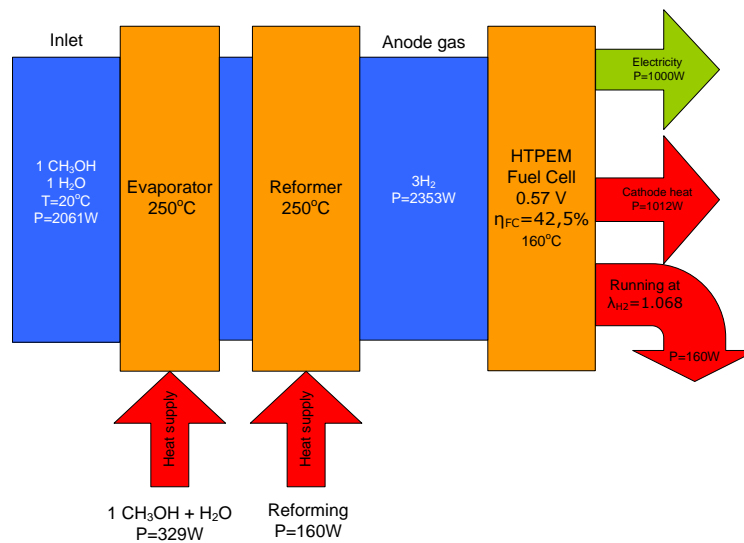 Inlet
Anode gas
1 CH₃OH
1 H₂O
T=20°C
P=2061W
Evaporator
250°C
Reformer
250°C
3H₂
P=2353W
HTPEM
Fuel Cell
0.57 V
η_FC=42,5%
160°C
Electricity
P=1000W
Cathode heat
P=1012W
Running at
λ_H2=1.068
P=160W
Heat supply
Heat supply
1 CH₃OH + H₂O
P=329W
Reforming
P=160W